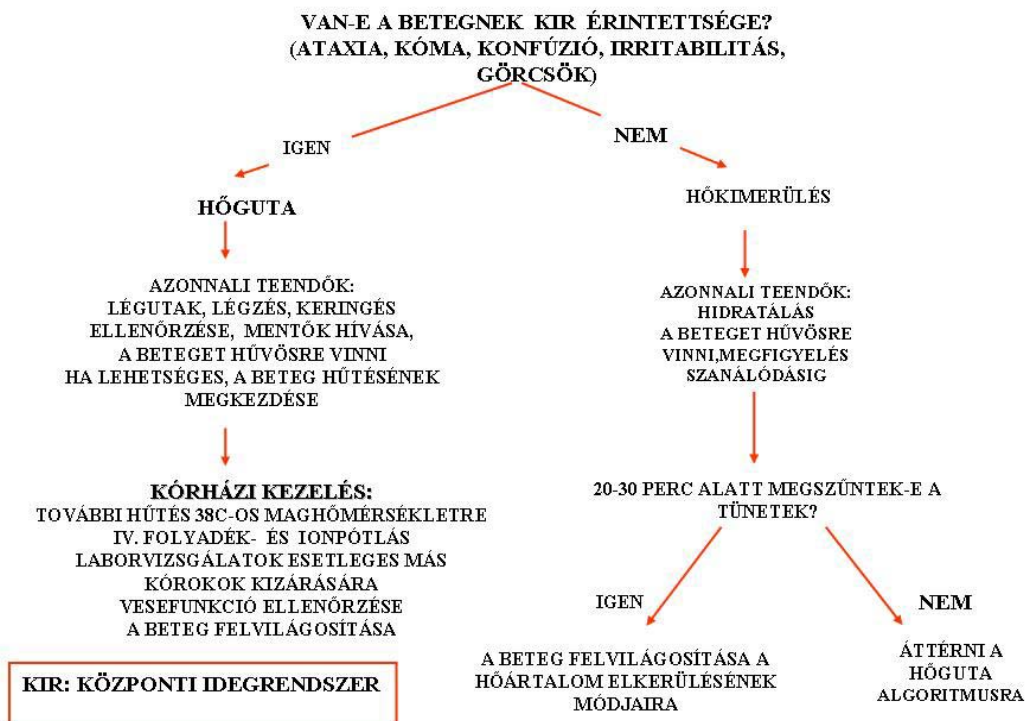 VAN-E A BETEGNEK KIR ÉRINTETTSÉGE?
(ATAXIA, KÓMA, KONFÚZIÓ, IRRITABILITÁS,
GÖRCSÖK)
IGEN
NEM
HŐGUTA
HŐKIMERÜLÉS
AZONNALI TEENDŐK:
LÉGUTAK, LÉGZÉS, KERINGÉS
ELLENŐRZÉSE, MENTŐK HÍVÁSA,
A BETEGET HŰVÖSRE VINNI
HA LEHETSÉGES, A BETEG HŰTÉSÉNEK
MEGKEZDÉSE
AZONNALI TEENDŐK:
HIDRATÁLÁS
A BETEGET HŰVÖSRE
VINNI,MEGFIGYELÉS
SZANÁLÓDÁSIG
KÓRHÁZI KEZELÉS:
TOVÁBBI HŰTÉS 38C-OS MAGHŐMÉRSÉKLETRE
IV. FOLYADÉK- ÉS IONPÓTLÁS
LABORVIZSGÁLATOK ESETLEGES MÁS
KÓROKOK KIZÁRÁSÁRA
VESEFUNKCIÓ ELLENŐRZÉSE
A BETEG FELVILÁGOSÍTÁSA
20-30 PERC ALATT MEGSZŰNTEK-E A
TÜNETEK?
IGEN
NEM
A BETEG FELVILÁGOSÍTÁSA A
HŐÁRTALOM ELKERÜLÉSÉNEK
MÓDJAIRA
ÁTTÉRNI A
HŐGUTA
ALGORITMUSRA
KIR: KÖZPONTI IDEGRENDSZER